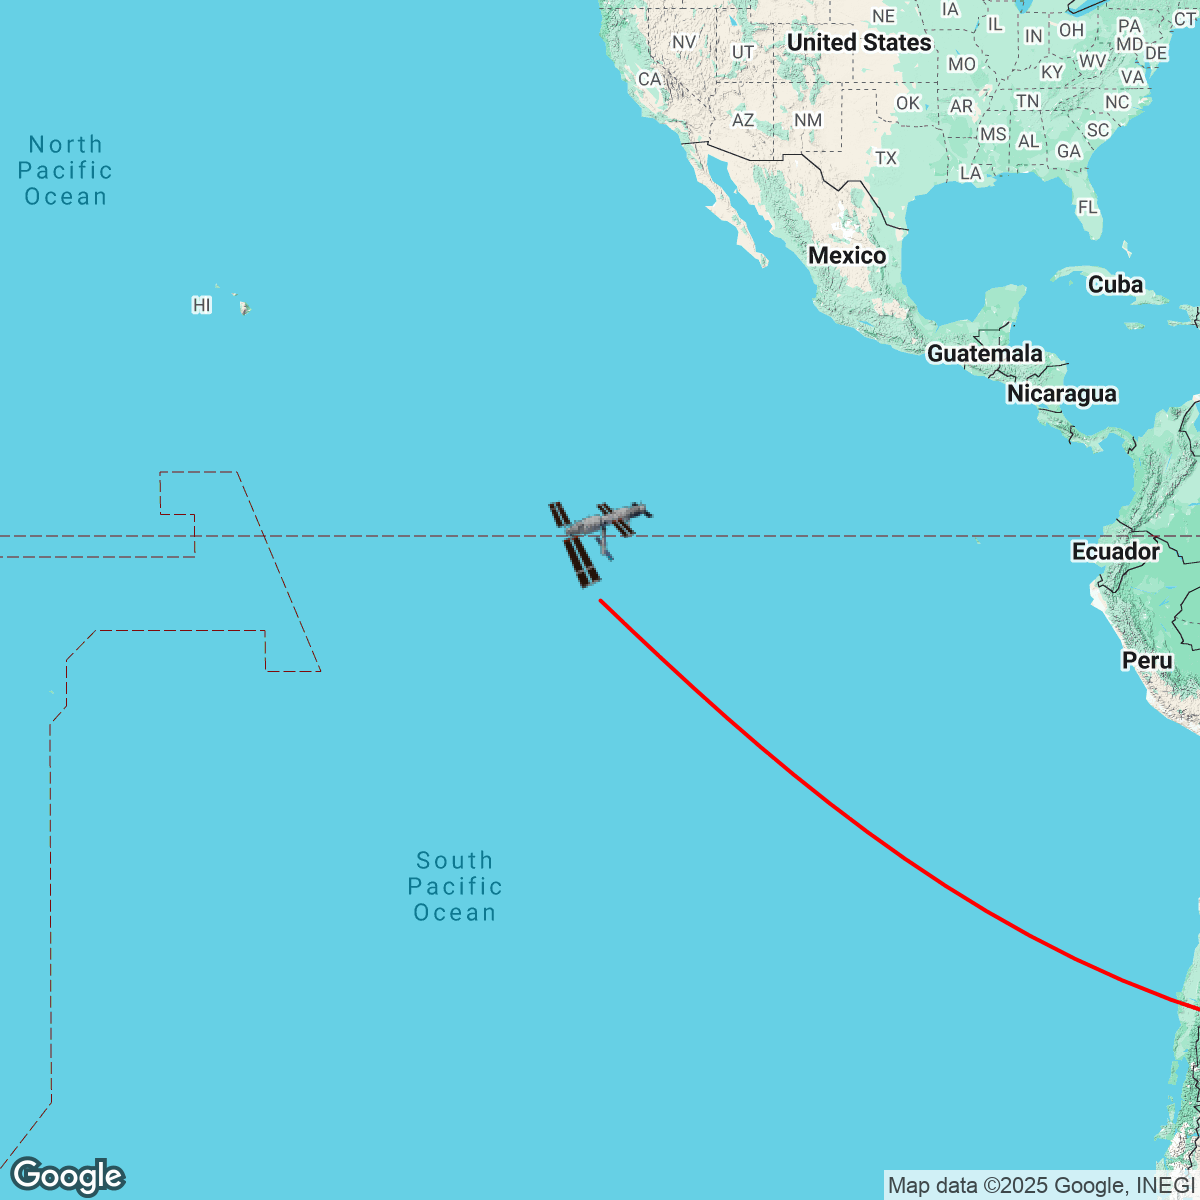 NE
IA
IL
IN
OH
PA
CT
NV
UT
United States
MD
DE
CA
MO
KY
WV
VA
AZ
NM
OK
AR
TN
NC
MS
AL
SC
GA
TX
LA
FL
North
Pacific
Ocean
Mexico
Cuba
HI
Guatemala
Nicaragua
Ecuador
Peru
South
Pacific
Ocean
Google
Map data ©2025 Google, INEGI